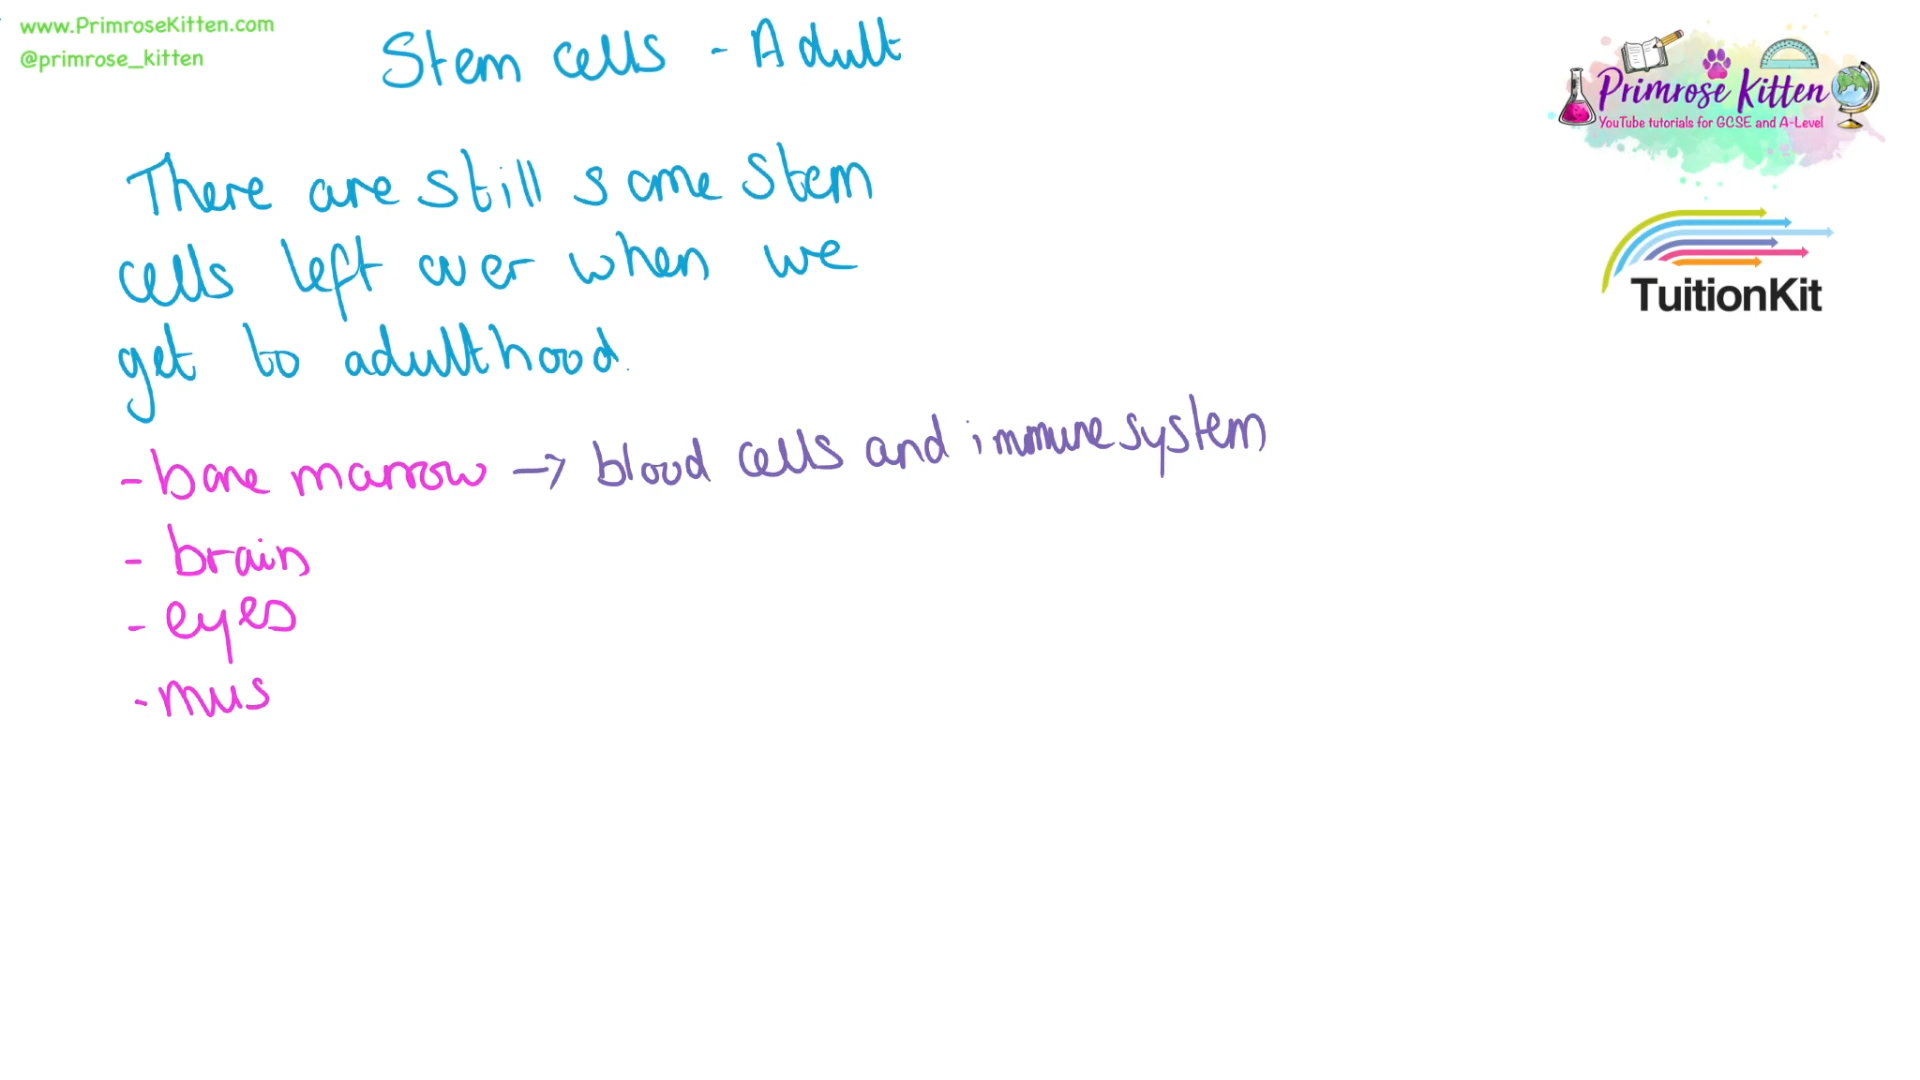 www.PrimroseKitten.com
@primrose_kitten
Stem cells - Adult
Primrose Kitten
YouTube tutorials for GCSE and A-Level
TuitionKit
There are still some stem
cells left over when we
get to adulthood.
- bone marrow → blood cells and immune system
- brain
- eyes
- mus